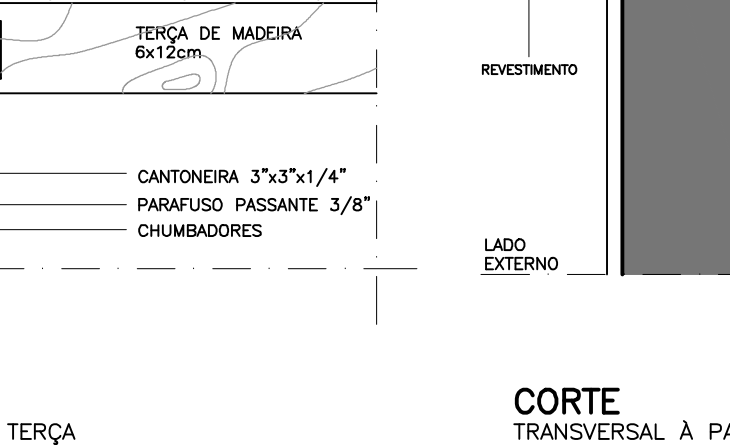 TERÇA DE MADEIRA
6x12cm
REVESTIMENTO
CANTONEIRA 3"x3"x1/4"
PARAFUSO PASSANTE 3/8"
CHUMBADORES
LADO
EXTERNO
TERÇA
CORTE
TRANSVERSAL À